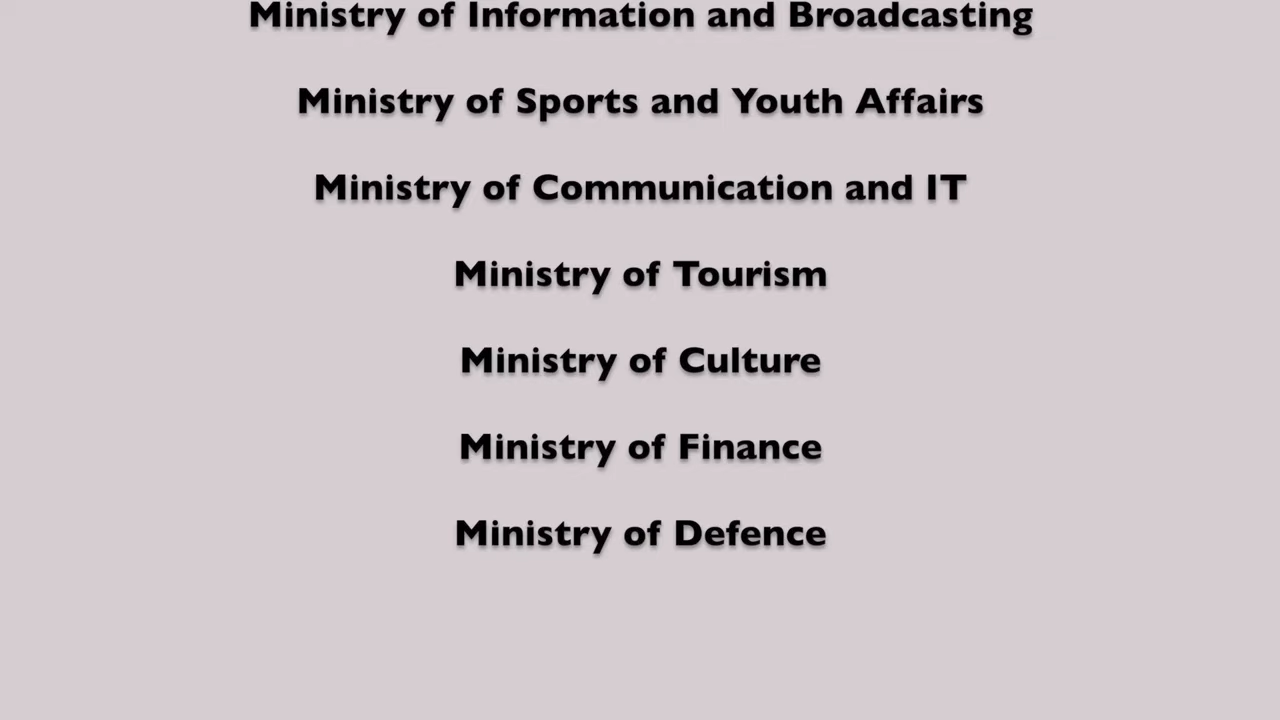 Ministry of Information and Broadcasting
Ministry of Sports and Youth Affairs
Ministry of Communication and IT
Ministry of Tourism
Ministry of Culture
Ministry of Finance
Ministry of Defence